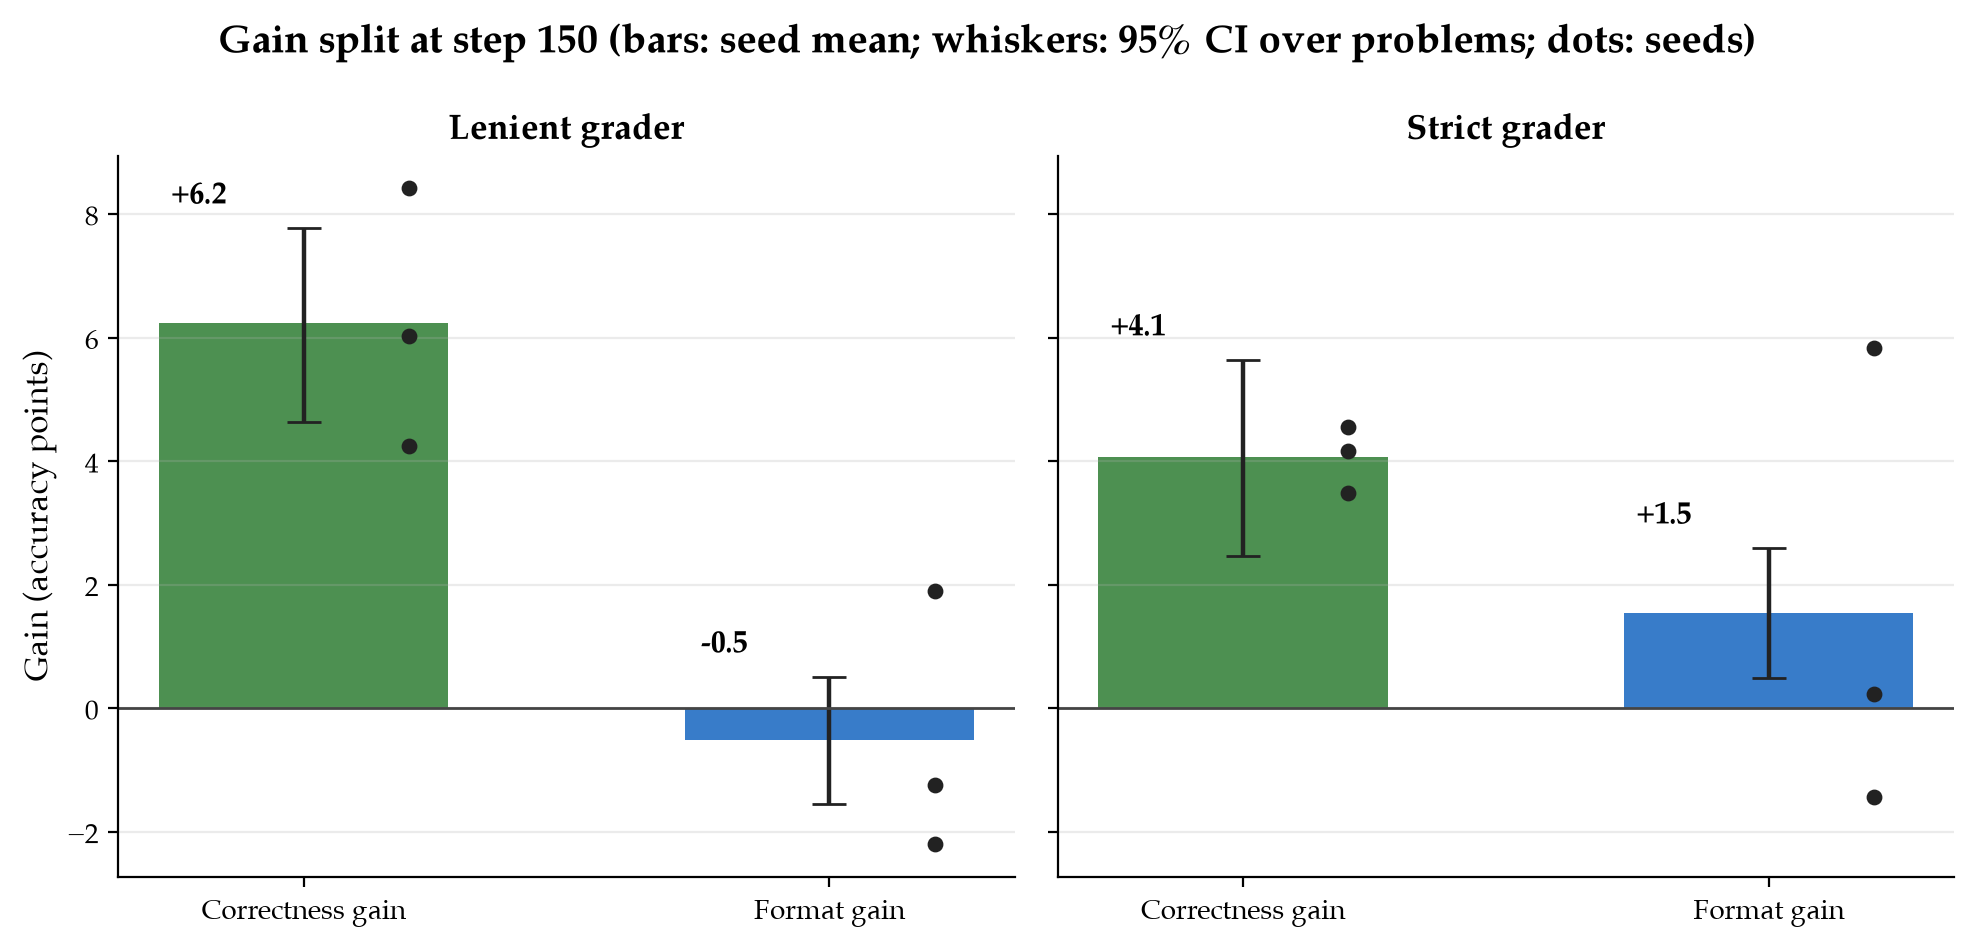 Gain split at step 150 (bars: seed mean; whiskers: 95% CI over problems; dots: seeds)
Lenient grader
Strict grader
Gain (accuracy points)
8
6
4
2
0
−2
+6.2
-0.5
+4.1
+1.5
Correctness gain
Format gain
Correctness gain
Format gain